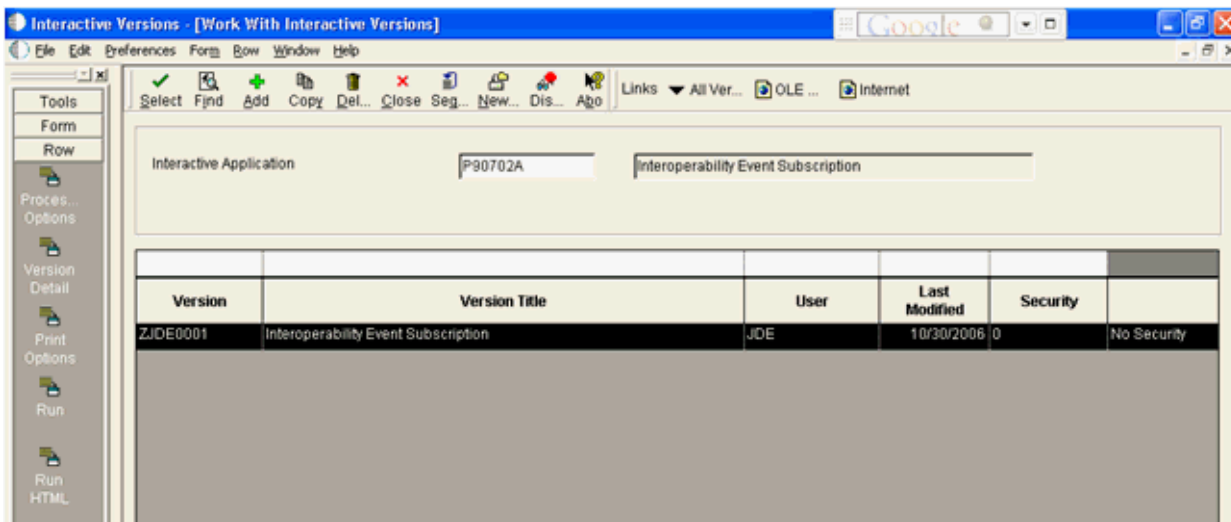 Interactive Versions - [Work With Interactive Versions]
Google
File Edit Preferences Form Row Window Help
Select Find Add Copy Del... Close Seq... New... Dis... Abo Links All Ver... OLE ... Internet
Tools
Form
Row
Proces...
Options
Version
Detail
Print
Options
Run
Run
HTML
Interactive Application P90702A Interoperability Event Subscription
Version Version Title User Last Modified Security
ZJDE0001 Interoperability Event Subscription JDE 10/30/2006 0 No Security